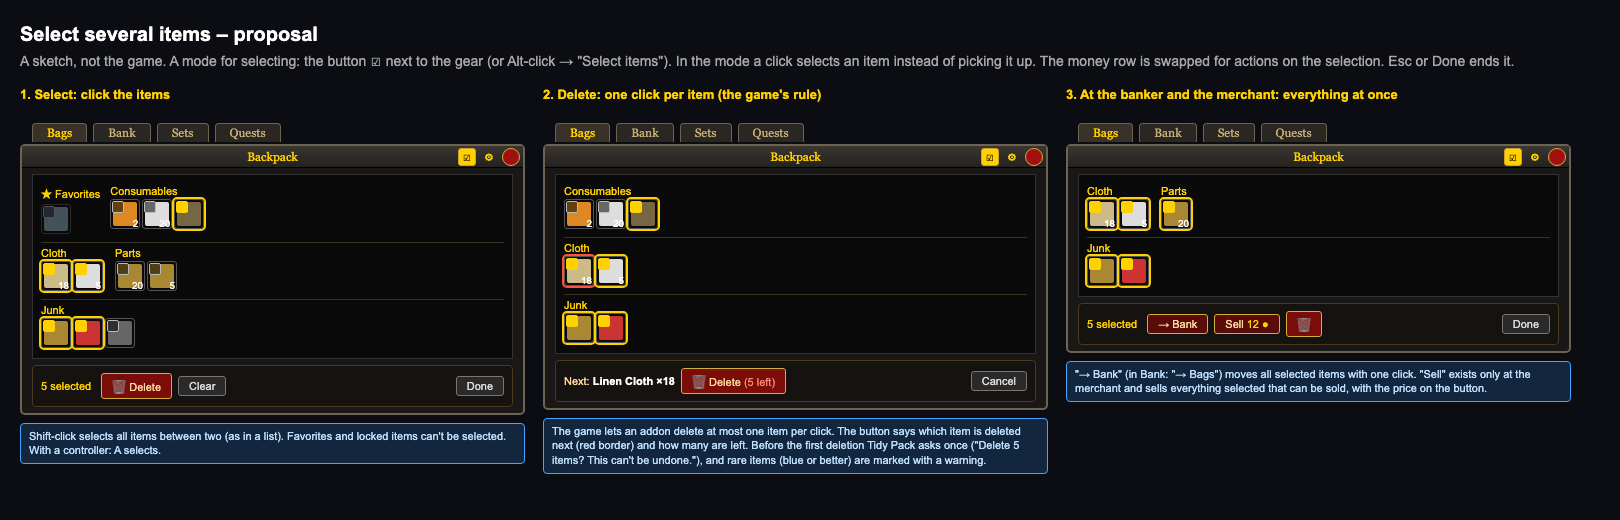 Select several items – proposal
A sketch, not the game. A mode for selecting: the button ☑ next to the gear (or Alt-click → "Select items"). In the mode a click selects an item instead of picking it up. The money row is swapped for actions on the selection. Esc or Done ends it.
1. Select: click the items
Bags Bank Sets Quests
Backpack
★ Favorites Consumables
2 20
Cloth Parts
18 5 20 5
Junk
5 selected Delete Clear Done
Shift-click selects all items between two (as in a list). Favorites and locked items can't be selected.
With a controller: A selects.
2. Delete: one click per item (the game's rule)
Bags Bank Sets Quests
Backpack
Consumables
2 20
Cloth
18 5
Junk
Next: Linen Cloth ×18 Delete (5 left) Cancel
The game lets an addon delete at most one item per click. The button says which item is deleted
next (red border) and how many are left. Before the first deletion Tidy Pack asks once ("Delete 5
items? This can't be undone."), and rare items (blue or better) are marked with a warning.
3. At the banker and the merchant: everything at once
Bags Bank Sets Quests
Backpack
Cloth Parts
18 5 20
Junk
5 selected → Bank Sell 12 ● Done
"→ Bank" (in Bank: "→ Bags") moves all selected items with one click. "Sell" exists only at the
merchant and sells everything selected that can be sold, with the price on the button.